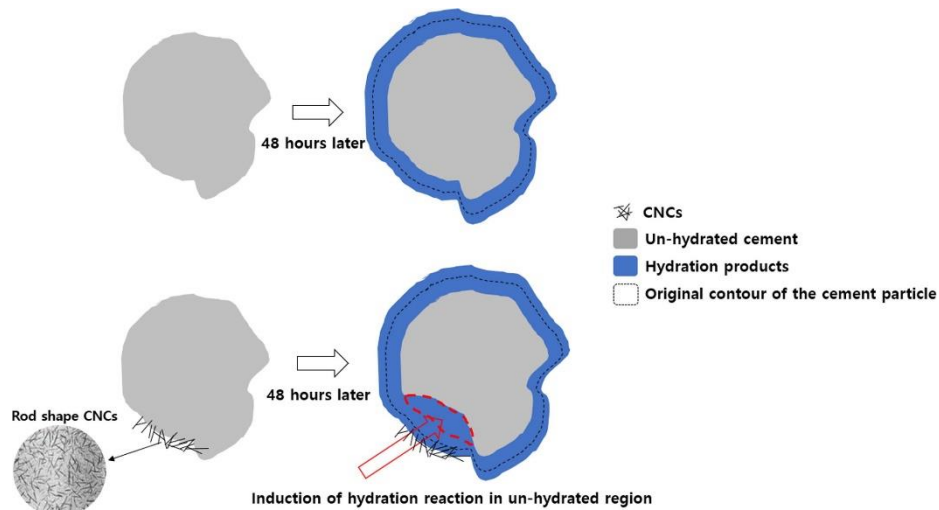 48 hours later
CNCs
Un-hydrated cement
Hydration products
Original contour of the cement particle
48 hours later
Rod shape CNCs
Induction of hydration reaction in un-hydrated region